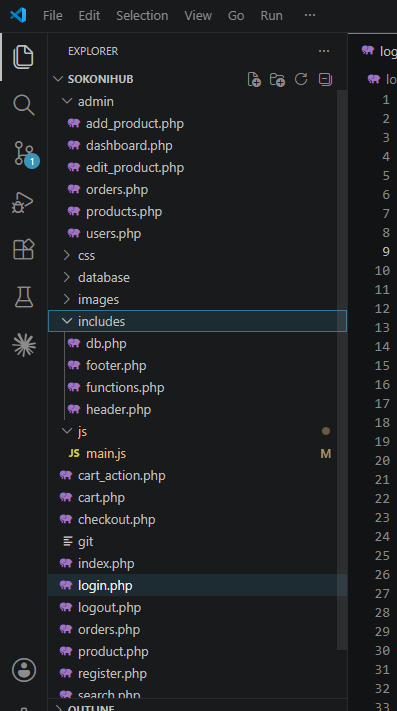 File Edit Selection View Go Run ···
EXPLORER ···
SOKONIHUB
admin
add_product.php
dashboard.php
edit_product.php
orders.php
products.php
users.php
css
database
images
includes
db.php
footer.php
functions.php
header.php
js
JS main.js M
cart_action.php
cart.php
checkout.php
git
index.php
login.php
logout.php
orders.php
product.php
register.php
search.php
OUTLINE
1
log
lo
1
2
3
4
5
6
7
8
9
10
11
12
13
14
15
16
17
18
19
20
21
22
23
24
25
26
27
28
29
30
31
32
33